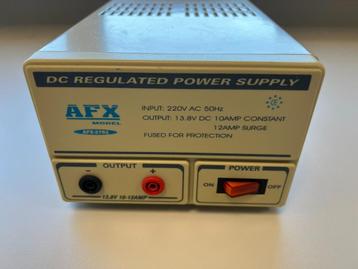 DC REGULATED POWER SUPPLY
AFX
MODEL
INPUT: 220V AC 50Hz
OUTPUT: 13.8V DC 10AMP CONSTANT
12AMP SURGE
FUSED FOR PROTECTION
OUTPUT
- +
13.8V 10-12AMP
POWER
ON OFF